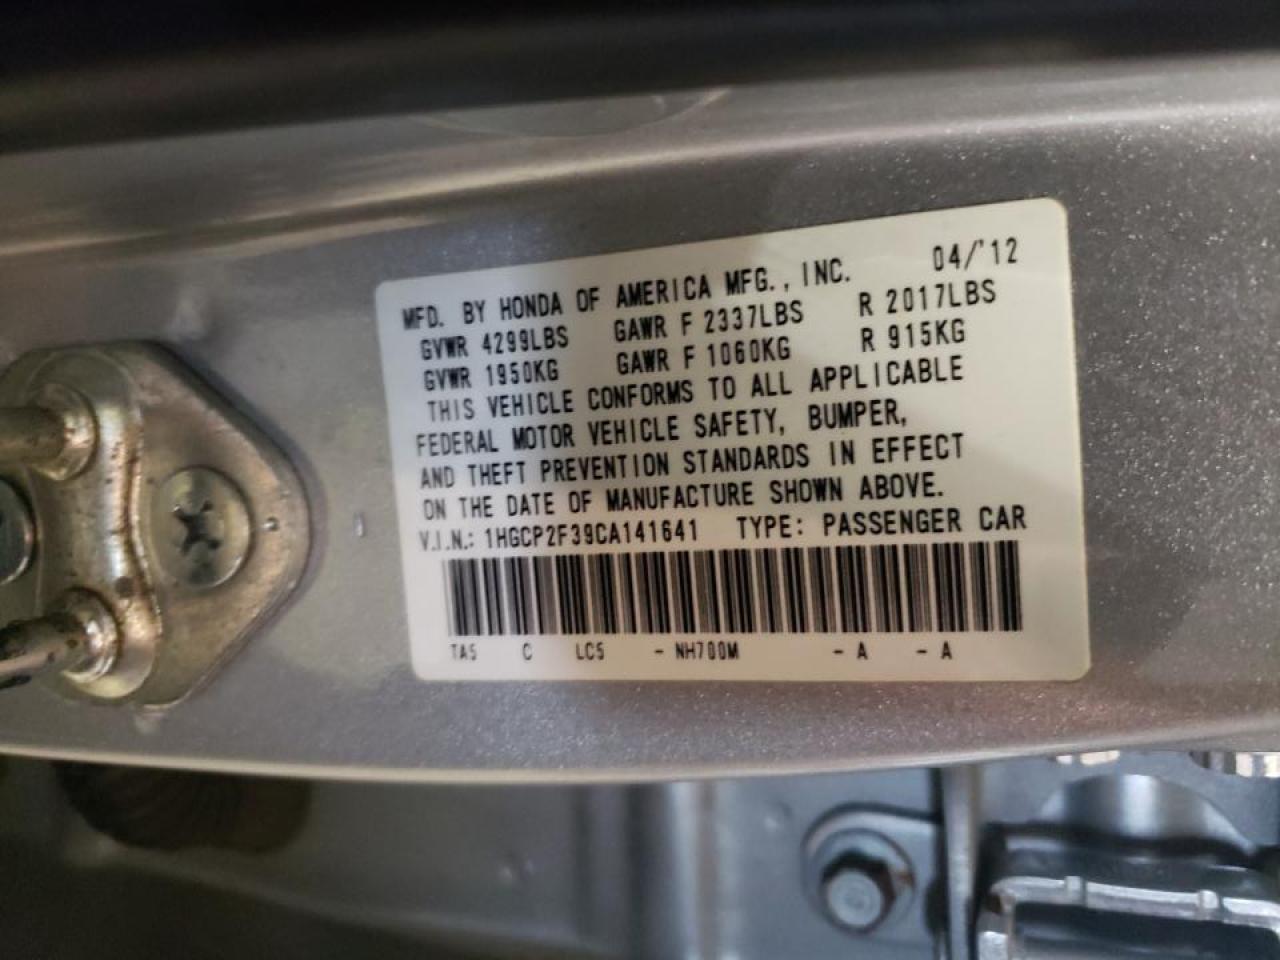 MFD. BY HONDA OF AMERICA MFG., INC. 04/'12
GVWR 4299LBS GAWR F 2337LBS R 2017LBS
GVWR 1950KG GAWR F 1060KG R 915KG
THIS VEHICLE CONFORMS TO ALL APPLICABLE
FEDERAL MOTOR VEHICLE SAFETY, BUMPER,
AND THEFT PREVENTION STANDARDS IN EFFECT
ON THE DATE OF MANUFACTURE SHOWN ABOVE.
V.I.N.: 1HGCP2F39CA141641 TYPE: PASSENGER CAR
TA5 C LC5 - NH700M - A - A